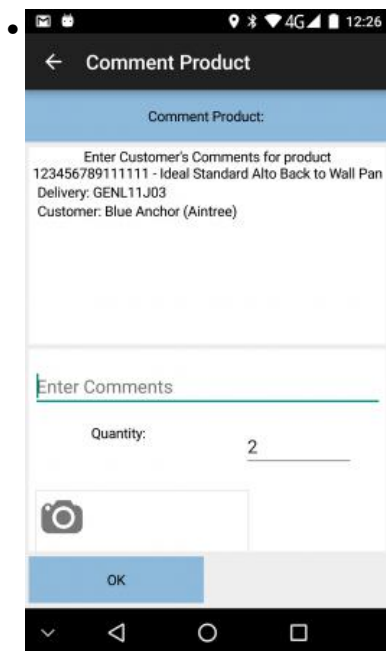 4G 12:26
Comment Product
Comment Product:
Enter Customer's Comments for product
123456789111111 - Ideal Standard Alto Back to Wall Pan
Delivery: GENL11J03
Customer: Blue Anchor (Aintree)
Enter Comments
Quantity:
2
OK